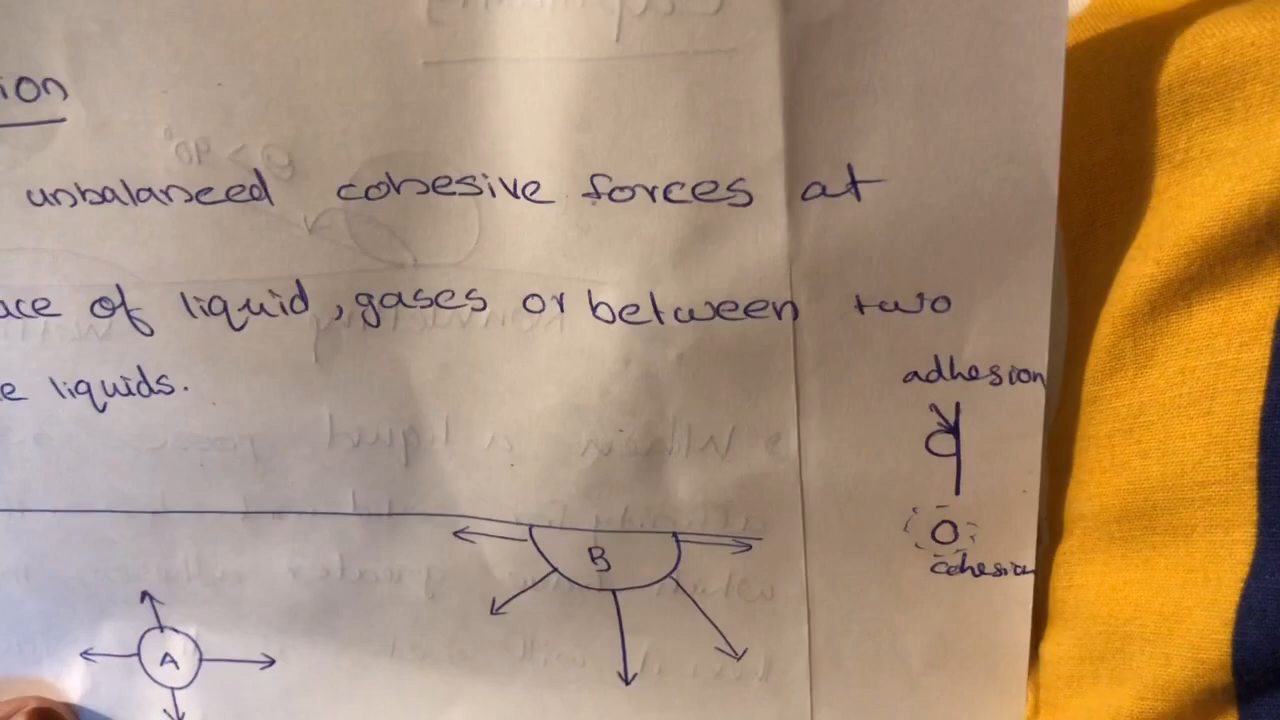 ion
unbalanced cohesive forces at
ace of liquid, gases or between two
e liquids.
adhesion
cohesion
B
A